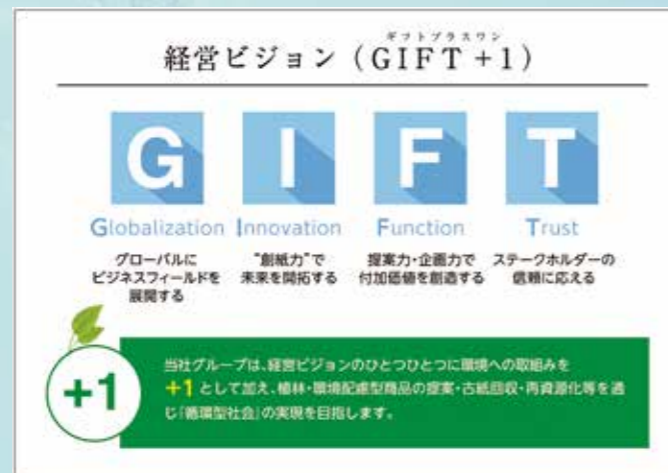 ギフトプラスワン
経営ビジョン（GIFT+1）
G I F T
Globalization Innovation Function Trust
グローバルに
ビジネスフィールドを
展開する
“創紙力”で
未来を開拓する
提案力・企画力で
付加価値を創造する
ステークホルダーの
信頼に応える
+1
当社グループは、経営ビジョンのひとつひとつに環境への取組みを
+1 として加え、植林・環境配慮型商品の提案・古紙回収・再資源化等を通
じ「循環型社会」の実現を目指します。